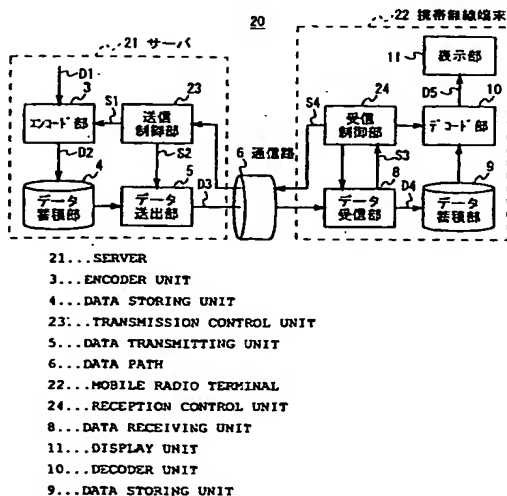 20
21 サーバ
22 携帯無線端末
D1
3
エンコード部
S1
23
送信
制御部
D2
S2
4
データ
蓄積部
5
データ
送出部
D3
6 通信路
S4
24
受信
制御部
S3
8
データ
受信部
D4
11
表示部
D5
10
デコード部
9
データ
蓄積部
21...SERVER
3...ENCODER UNIT
4...DATA STORING UNIT
23...TRANSMISSION CONTROL UNIT
5...DATA TRANSMITTING UNIT
6...DATA PATH
22...MOBILE RADIO TERMINAL
24...RECEPTION CONTROL UNIT
8...DATA RECEIVING UNIT
11...DISPLAY UNIT
10...DECODER UNIT
9...DATA STORING UNIT